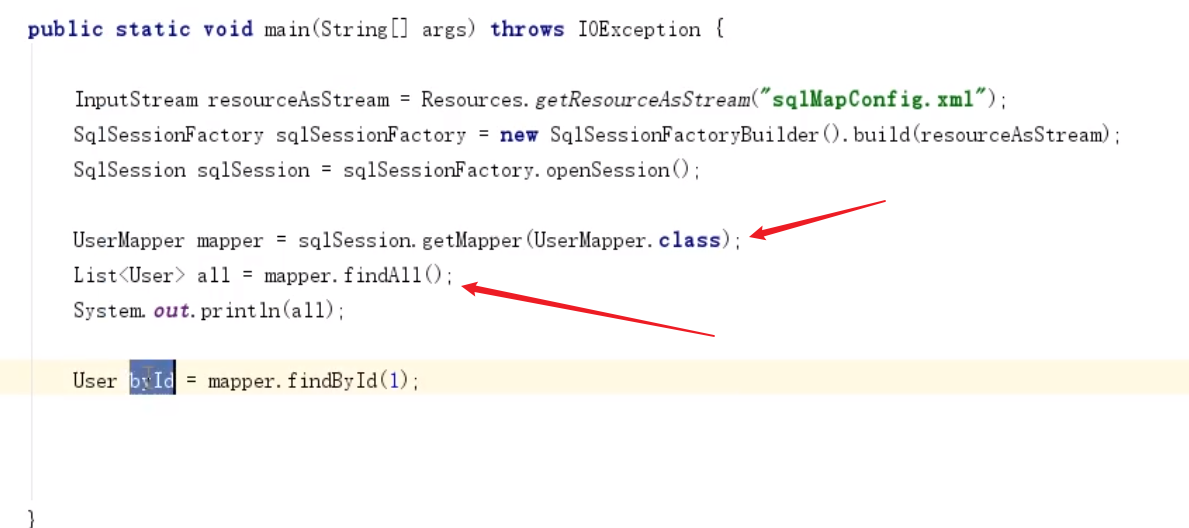 public static void main(String[] args) throws IOException {
InputStream resourceAsStream = Resources.getResourceAsStream("sqlMapConfig.xml");
SqlSessionFactory sqlSessionFactory = new SqlSessionFactoryBuilder().build(resourceAsStream);
SqlSession sqlSession = sqlSessionFactory.openSession();
UserMapper mapper = sqlSession.getMapper(UserMapper.class);
List<User> all = mapper.findAll();
System.out.println(all);
User byId = mapper.findById(1);
}